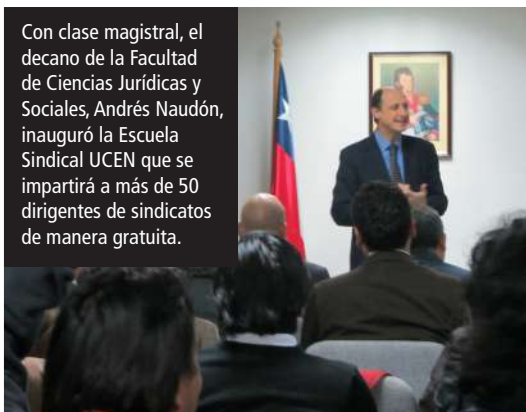 Con clase magistral, el
decano de la Facultad
de Ciencias Jurídicas y
Sociales, Andrés Naudón,
inauguró la Escuela
Sindical UCEN que se
impartirá a más de 50
dirigentes de sindicatos
de manera gratuita.